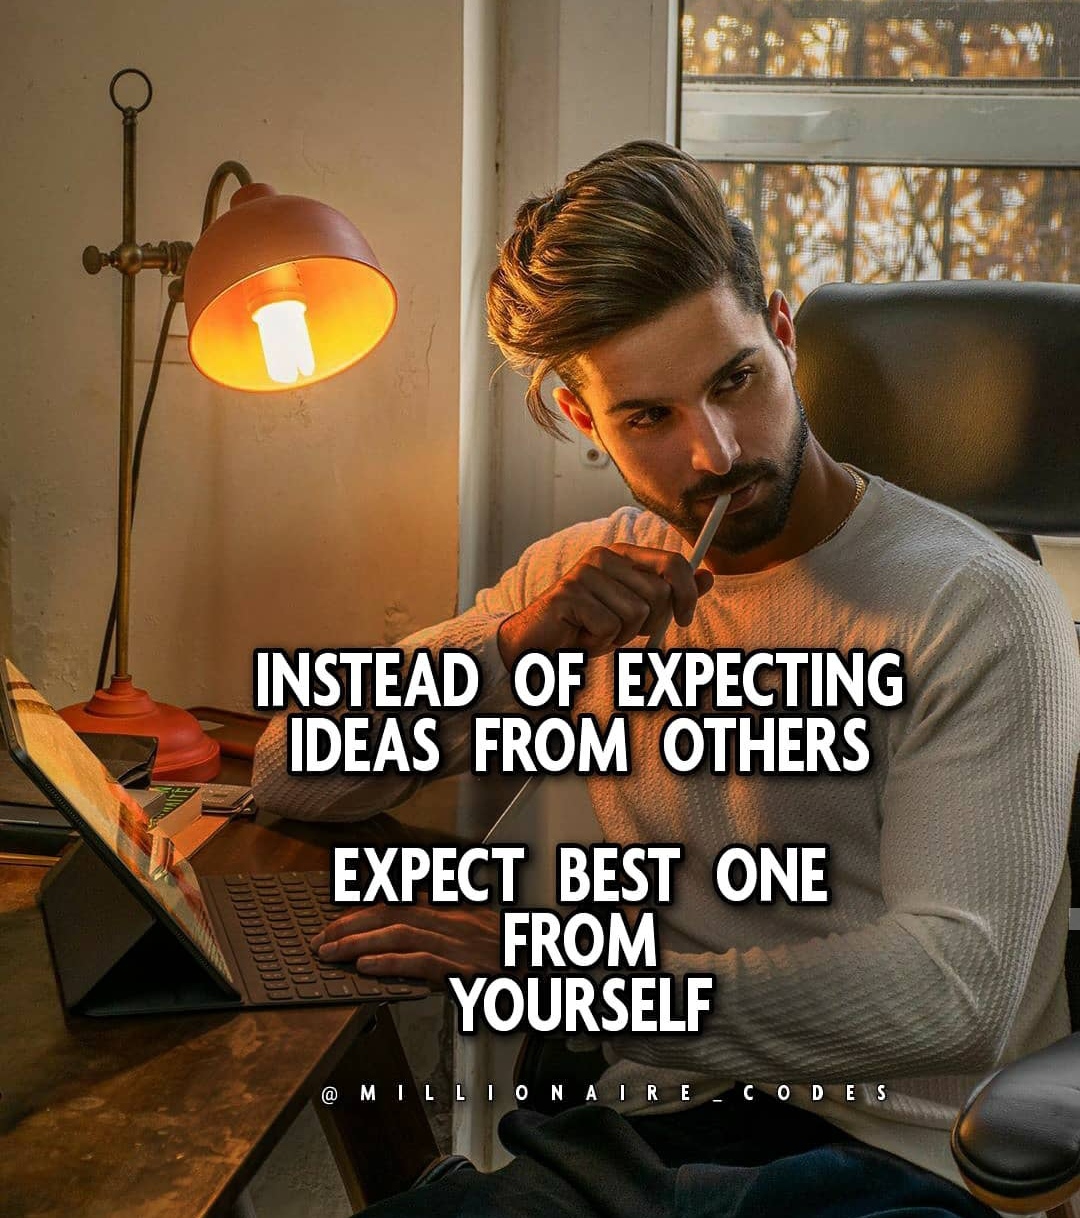 INSTEAD OF EXPECTING
IDEAS FROM OTHERS
EXPECT BEST ONE
FROM
YOURSELF
@MILLIONAIRE_CODES